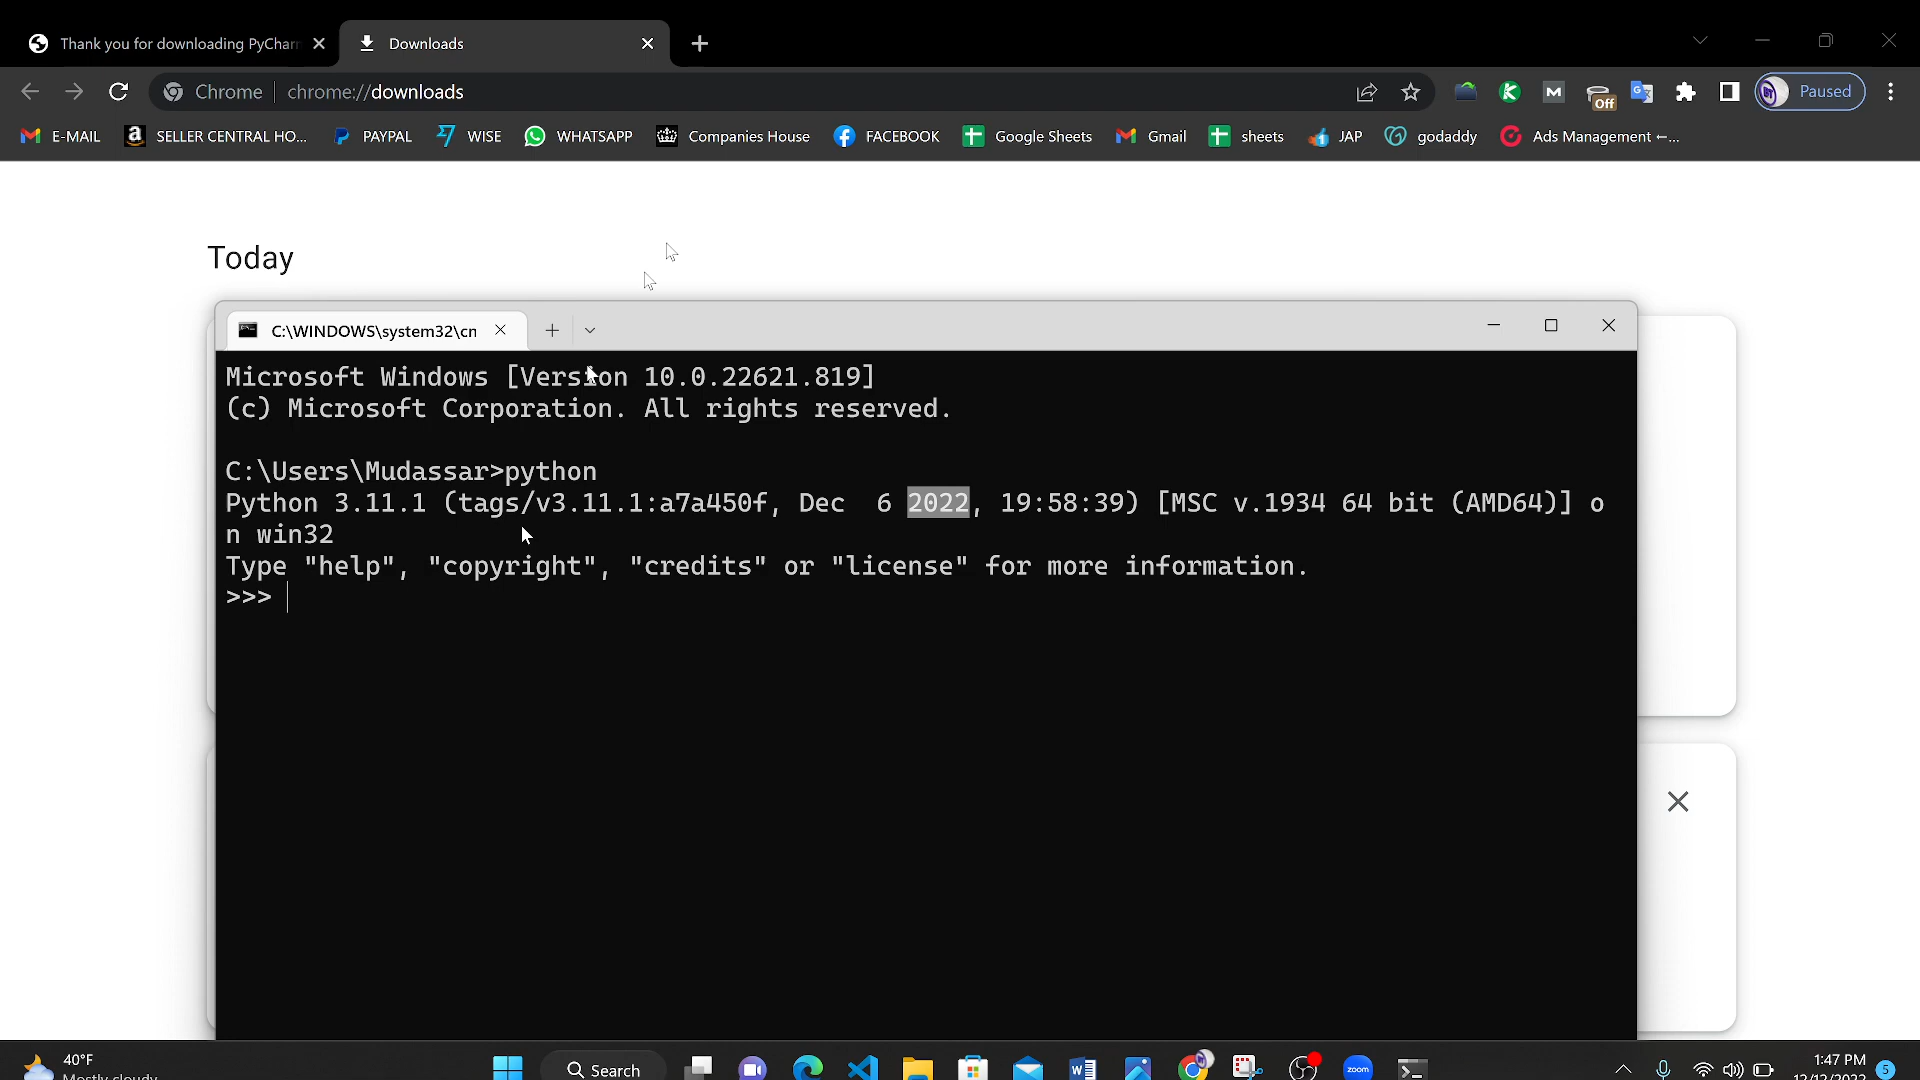 Thank you for downloading PyChar
Downloads
Chrome
chrome://downloads
Off
Paused
E-MAIL
SELLER CENTRAL HO...
PAYPAL
WISE
WHATSAPP
Companies House
FACEBOOK
Google Sheets
Gmail
sheets
JAP
godaddy
Ads Management ←...
Today
C:\WINDOWS\system32\cn
Microsoft Windows [Version 10.0.22621.819]
(c) Microsoft Corporation. All rights reserved.
C:\Users\Mudassar>python
Python 3.11.1 (tags/v3.11.1:a7a450f, Dec  6 2022, 19:58:39) [MSC v.1934 64 bit (AMD64)] o
n win32
Type "help", "copyright", "credits" or "license" for more information.
>>>
40°F
Mostly cloudy
Search
zoom
1:47 PM
12/12/2022
5